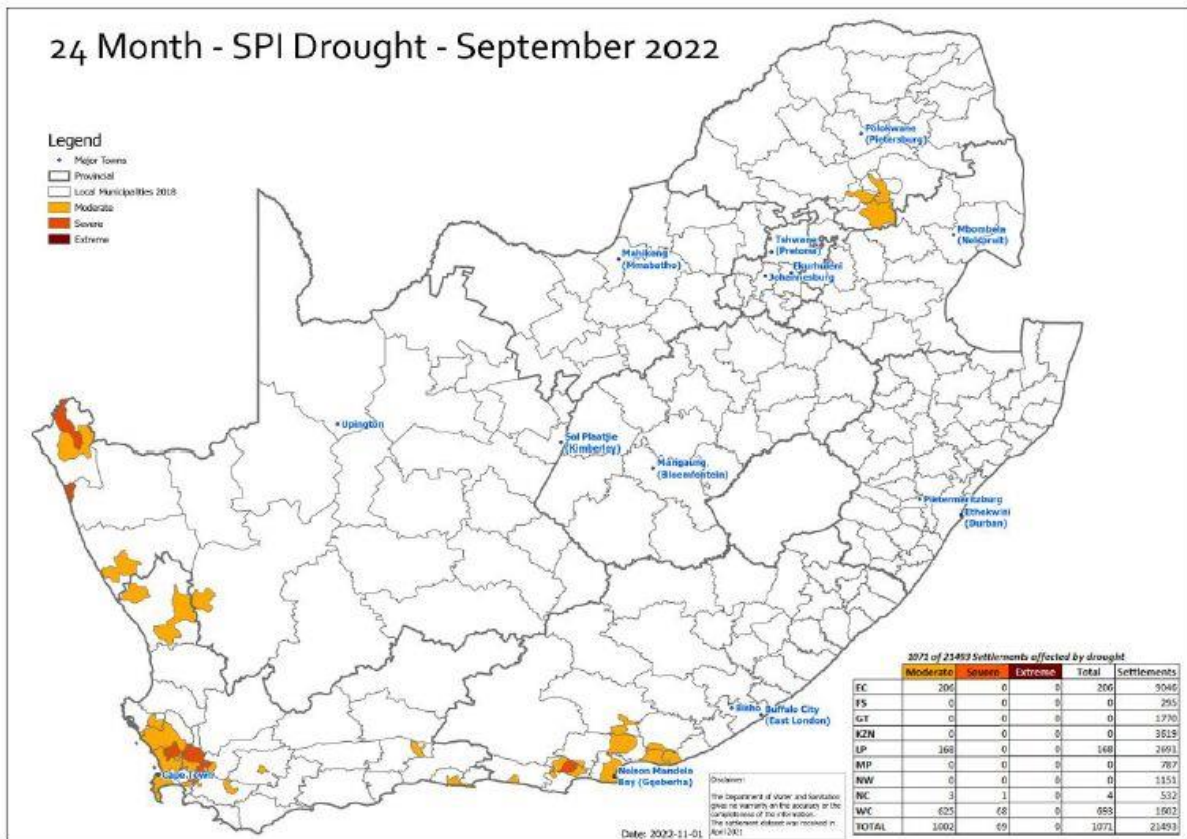 24 Month - SPI Drought - September 2022
Legend
Major Towns
Provincial
Local Municipalities 2018
Moderate
Severe
Extreme
Polokwane
(Pietersburg)
Mbombela
(Nelspruit)
Tshwane
(Pretoria)
Ekurhuleni
Johannesburg
Mahikeng
(Mmabatho)
Upington
Sol Plaatjie
(Kimberley)
Mangaung
(Bloemfontein)
Pietermaritzburg
Ethekwini
(Durban)
Bisho
Buffalo City
(East London)
Nelson Mandela
Bay (Gqeberha)
Cape Town
1071 of 21493 Settlements affected by drought
Moderate Severe Extreme Total Settlements
EC 206 0 0 206 9046
FS 0 0 0 0 295
GT 0 0 0 0 1770
KZN 0 0 0 0 3619
LP 168 0 0 168 2691
MP 0 0 0 0 787
NW 0 0 0 0 1151
NC 3 1 0 4 532
WC 625 68 0 693 1602
TOTAL 1002 69 0 1071 21493
Disclaimer:
The Department of Water and Sanitation
gives no warranty on the accuracy or the
completeness of the information.
The settlement dataset was received in
April 2021
Date: 2022-11-01